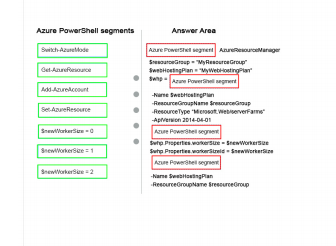 Azure PowerShell segments
Answer Area
Switch-AzureMode
Get-AzureResource
Add-AzureAccount
Set-AzureResource
$newWorkerSize = 0
$newWorkerSize = 1
$newWorkerSize = 2
Azure PowerShell segment AzureResourceManager
$resourceGroup = "MyResourceGroup"
$webHostingPlan = "MyWebHostingPlan"
$whp = Azure PowerShell segment
-Name $webHostingPlan
-ResourceGroupName $resourceGroup
-ResourceType "Microsoft.Web/serverFarms"
-ApiVersion 2014-04-01
Azure PowerShell segment
$whp.Properties.workerSize = $newWorkerSize
$whp.Properties.workerSizeId = $newWorkerSize
Azure PowerShell segment
-Name $webHostingPlan
-ResourceGroupName $resourceGroup